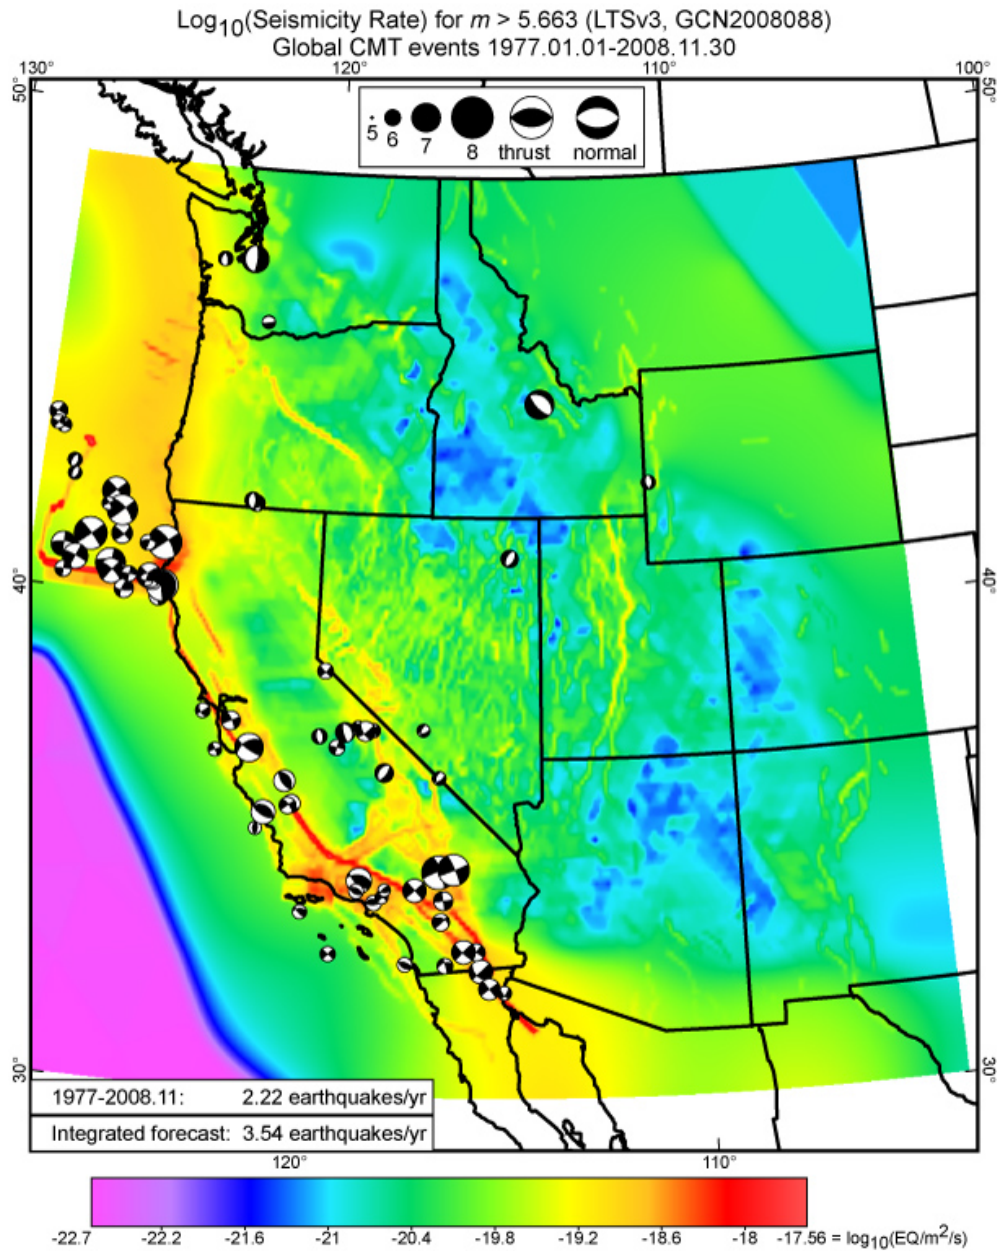 Log10(Seismicity Rate) for m > 5.663 (LTSv3, GCN2008088)
Global CMT events 1977.01.01-2008.11.30
130° 120° 110° 100°
50° 50°
5 6 7 8 thrust normal
40° 40°
30° 30°
1977-2008.11: 2.22 earthquakes/yr
Integrated forecast: 3.54 earthquakes/yr
120° 110°
-22.7 -22.2 -21.6 -21 -20.4 -19.8 -19.2 -18.6 -18 -17.56 = log10(EQ/m2/s)